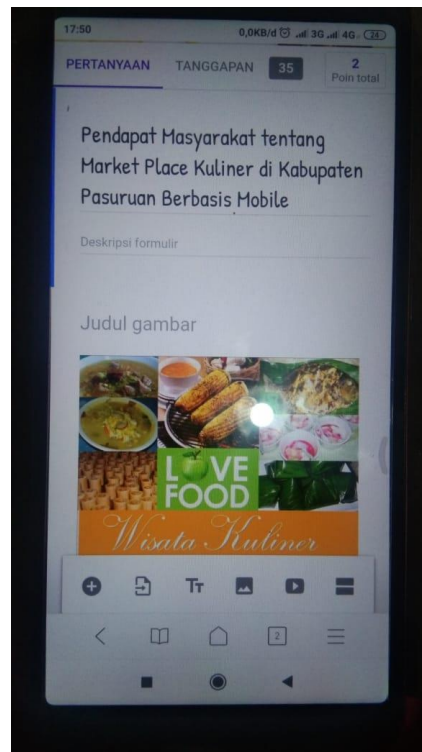 17:50
0,0KB/d 3G 4G 24
PERTANYAAN TANGGAPAN 35 2
Poin total
Pendapat Masyarakat tentang
Market Place Kuliner di Kabupaten
Pasuruan Berbasis Mobile
Deskripsi formulir
Judul gambar
LOVE
FOOD
Wisata Kuliner
TT
2